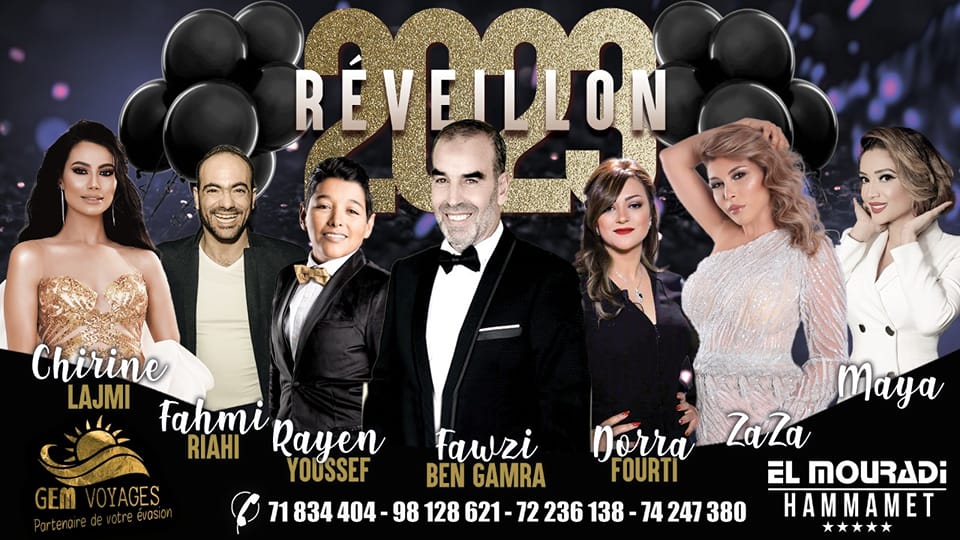 2023
RÉVEILLON
Chirine
LAJMI
Fahmi
RIAHI
Rayen
YOUSSEF
Fawzi
BEN GAMRA
Dorra
FOURTI
ZaZa
Maya
GEM VOYAGES
Partenaire de votre évasion
71 834 404 - 98 128 621 - 72 236 138 - 74 247 380
EL MOURADi
HAMMAMET
★★★★★